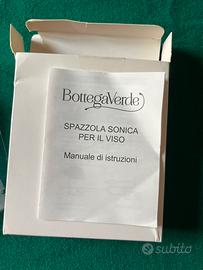 BottegaVerde
SPAZZOLA SONICA
PER IL VISO
Manuale di istruzioni
subito